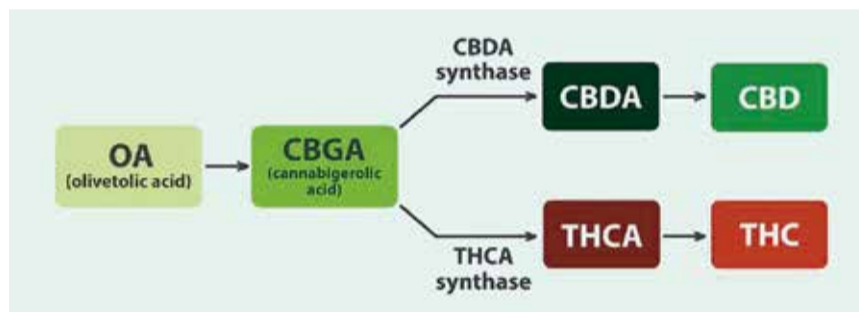 OA
(olivetolic acid)
CBGA
(cannabigerolic
acid)
CBDA
synthase
CBDA
CBD
THCA
synthase
THCA
THC